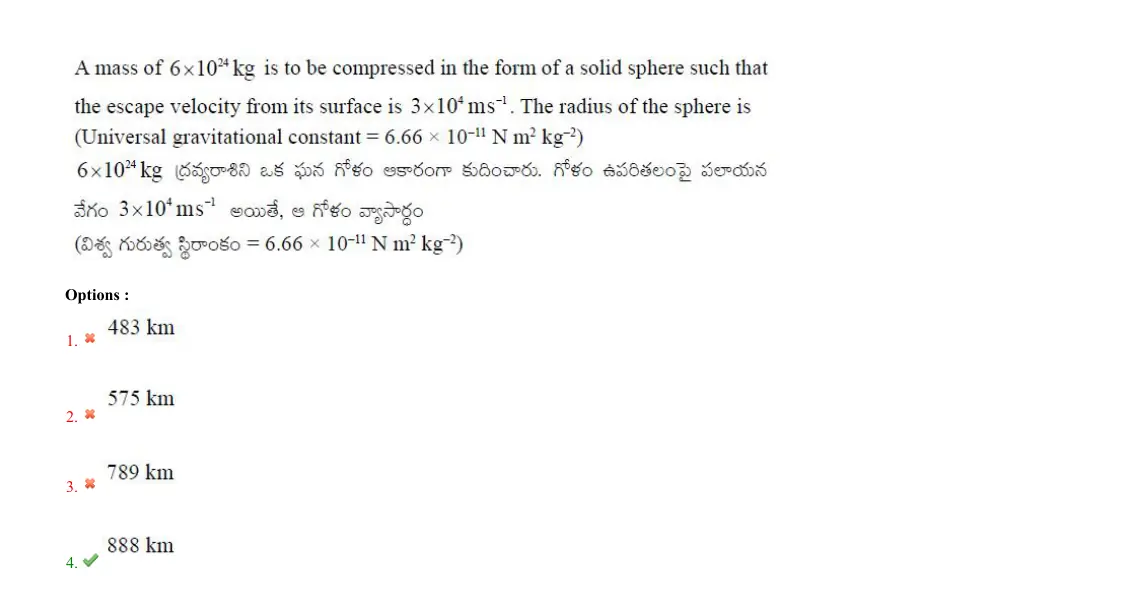 A mass of 6×10²⁴ kg is to be compressed in the form of a solid sphere such that
the escape velocity from its surface is 3×10⁴ ms⁻¹. The radius of the sphere is
(Universal gravitational constant = 6.66 × 10⁻¹¹ N m² kg⁻²)
6×10²⁴ kg ద్రవ్యరాశిని ఒక ఘన గోళం ఆకారంగా కుదించారు. గోళం ఉపరితలంపై పలాయన
వేగం 3×10⁴ ms⁻¹ అయితే, ఆ గోళం వ్యాసార్ధం
(విశ్వ గురుత్వ స్థిరాంకం = 6.66 × 10⁻¹¹ N m² kg⁻²)
Options :
1. 483 km
2. 575 km
3. 789 km
4. 888 km